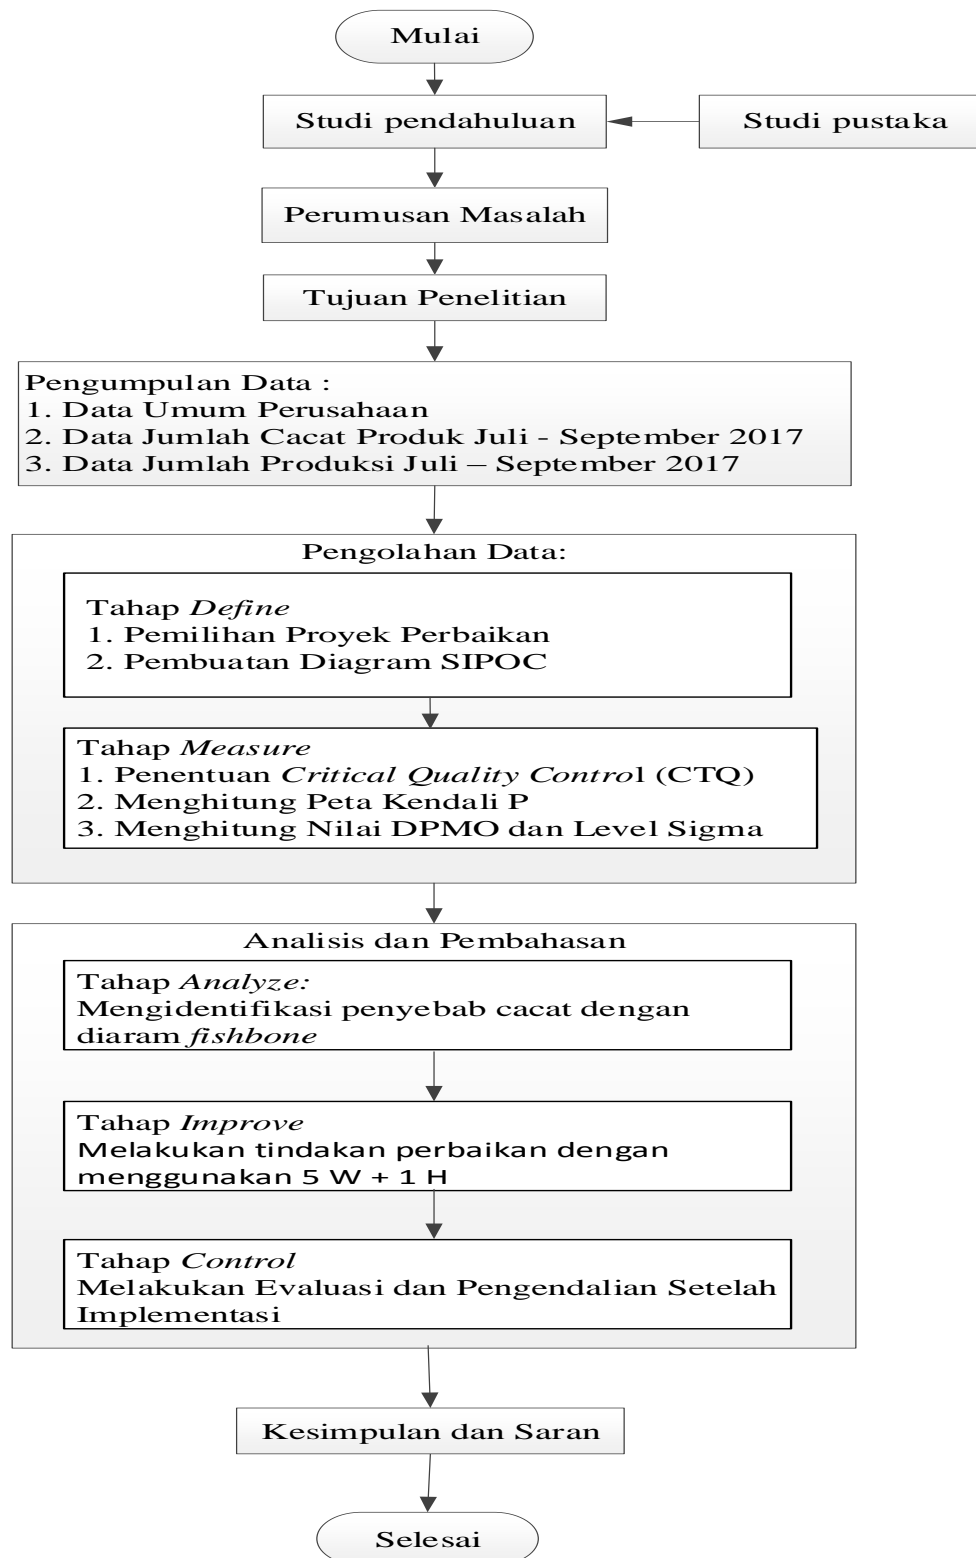 Mulai
Studi pendahuluan
Studi pustaka
Perumusan Masalah
Tujuan Penelitian
Pengumpulan Data :
1. Data Umum Perusahaan
2. Data Jumlah Cacat Produk Juli - September 2017
3. Data Jumlah Produksi Juli – September 2017
Pengolahan Data:
Tahap Define
1. Pemilihan Proyek Perbaikan
2. Pembuatan Diagram SIPOC
Tahap Measure
1. Penentuan Critical Quality Control (CTQ)
2. Menghitung Peta Kendali P
3. Menghitung Nilai DPMO dan Level Sigma
Analisis dan Pembahasan
Tahap Analyze:
Mengidentifikasi penyebab cacat dengan
diaram fishbone
Tahap Improve
Melakukan tindakan perbaikan dengan
menggunakan 5 W + 1 H
Tahap Control
Melakukan Evaluasi dan Pengendalian Setelah
Implementasi
Kesimpulan dan Saran
Selesai